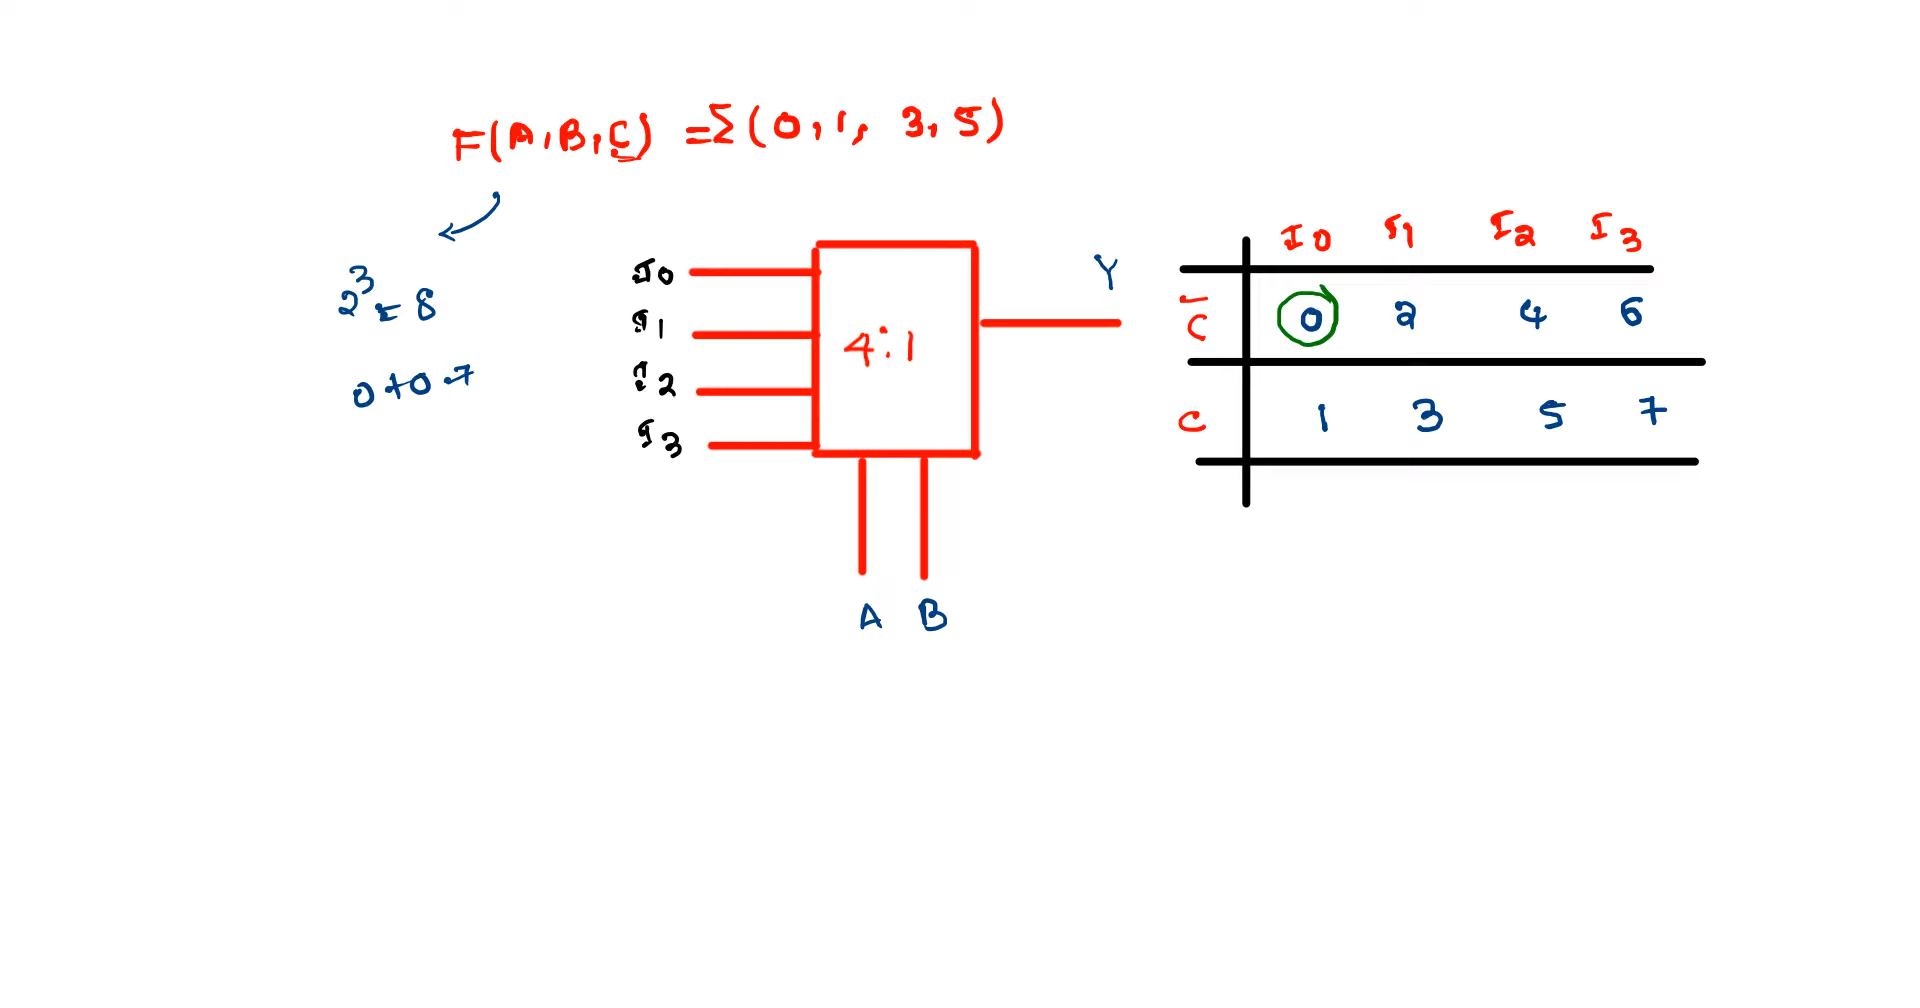 F(A,B,C) = Σ(0,1, 3,5)
2³ = 8
0 to 7
I0
I1
I2
I3
4:1
Y
A B
I0 I1 I2 I3
C̅ 0 2 4 6
C 1 3 5 7